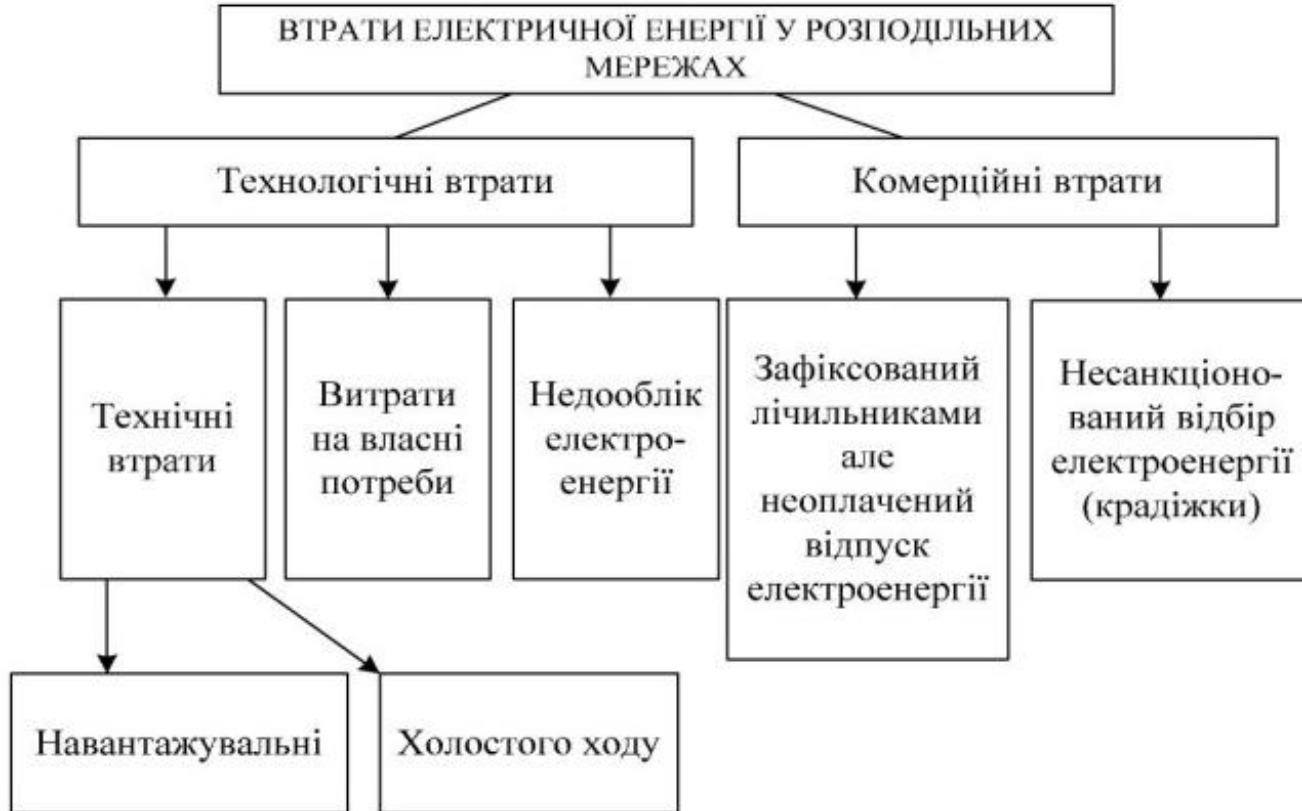 ВТРАТИ ЕЛЕКТРИЧНОЇ ЕНЕРГІЇ У РОЗПОДІЛЬНИХ
МЕРЕЖАХ
Технологічні втрати
Комерційні втрати
Технічні
втрати
Витрати
на власні
потреби
Недооблік
електро-
енергії
Зафіксований
лічильниками
але
неоплачений
відпуск
електроенергії
Несанкціоно-
ваний відбір
електроенергії
(крадіжки)
Навантажувальні
Холостого ходу